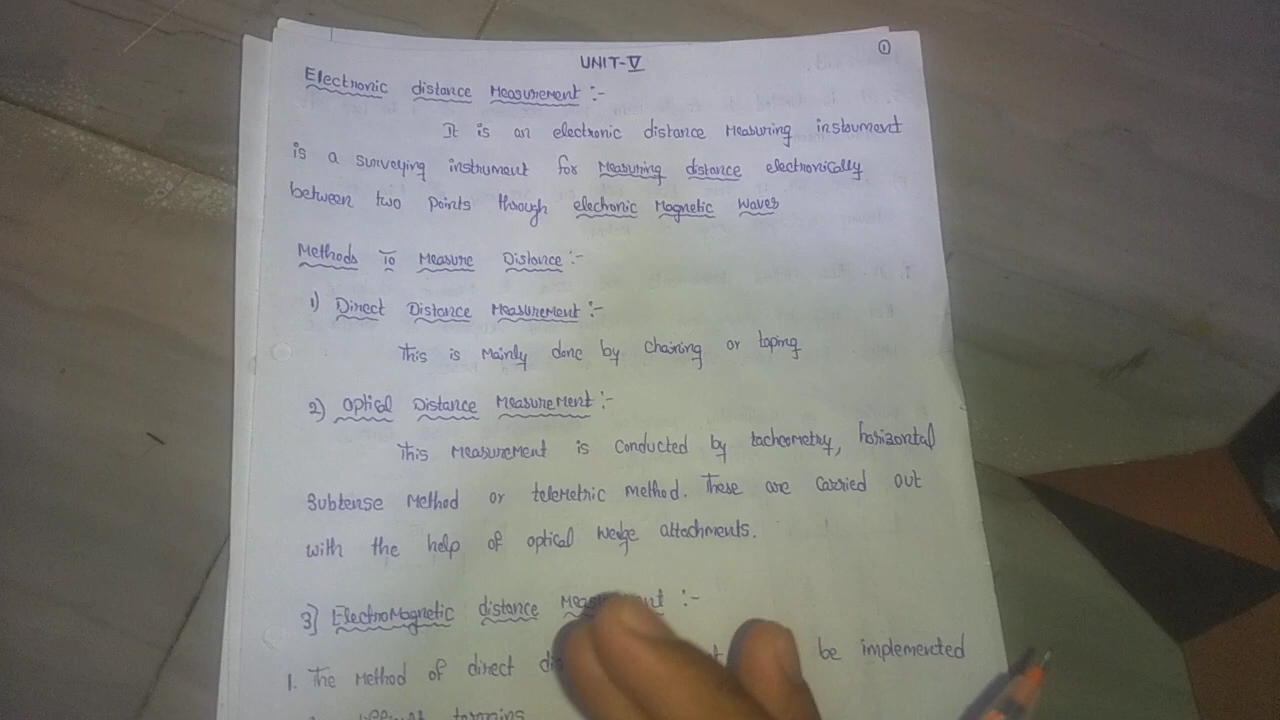 ①
UNIT-V
Electronic distance Measurement :-
It is an electronic distance Measuring instrument
is a surveying instrument for Measuring distance electronically
between two points through electronic Magnetic waves
Methods To Measure Distance :-
1) Direct Distance Measurement :-
This is Mainly done by chaining or taping
2) Optical Distance Measurement :-
This Measurement is conducted by tacheometry, horizontal
Subtense Method or telemetric method. These are carried out
with the help of optical wedge attachments.
3) ElectroMagnetic distance :-
1. The Method of direct be implemented